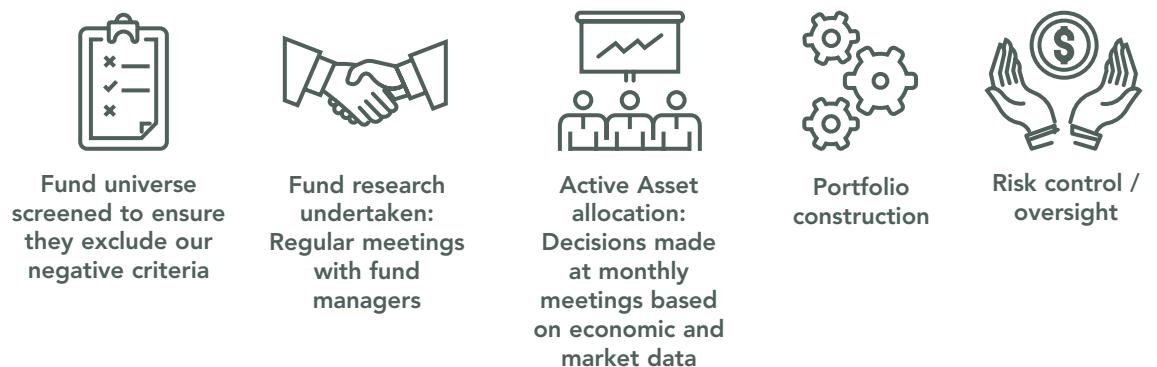 Fund universe
screened to ensure
they exclude our
negative criteria
Fund research
undertaken:
Regular meetings
with fund
managers
Active Asset
allocation:
Decisions made
at monthly
meetings based
on economic and
market data
Portfolio
construction
$
Risk control /
oversight